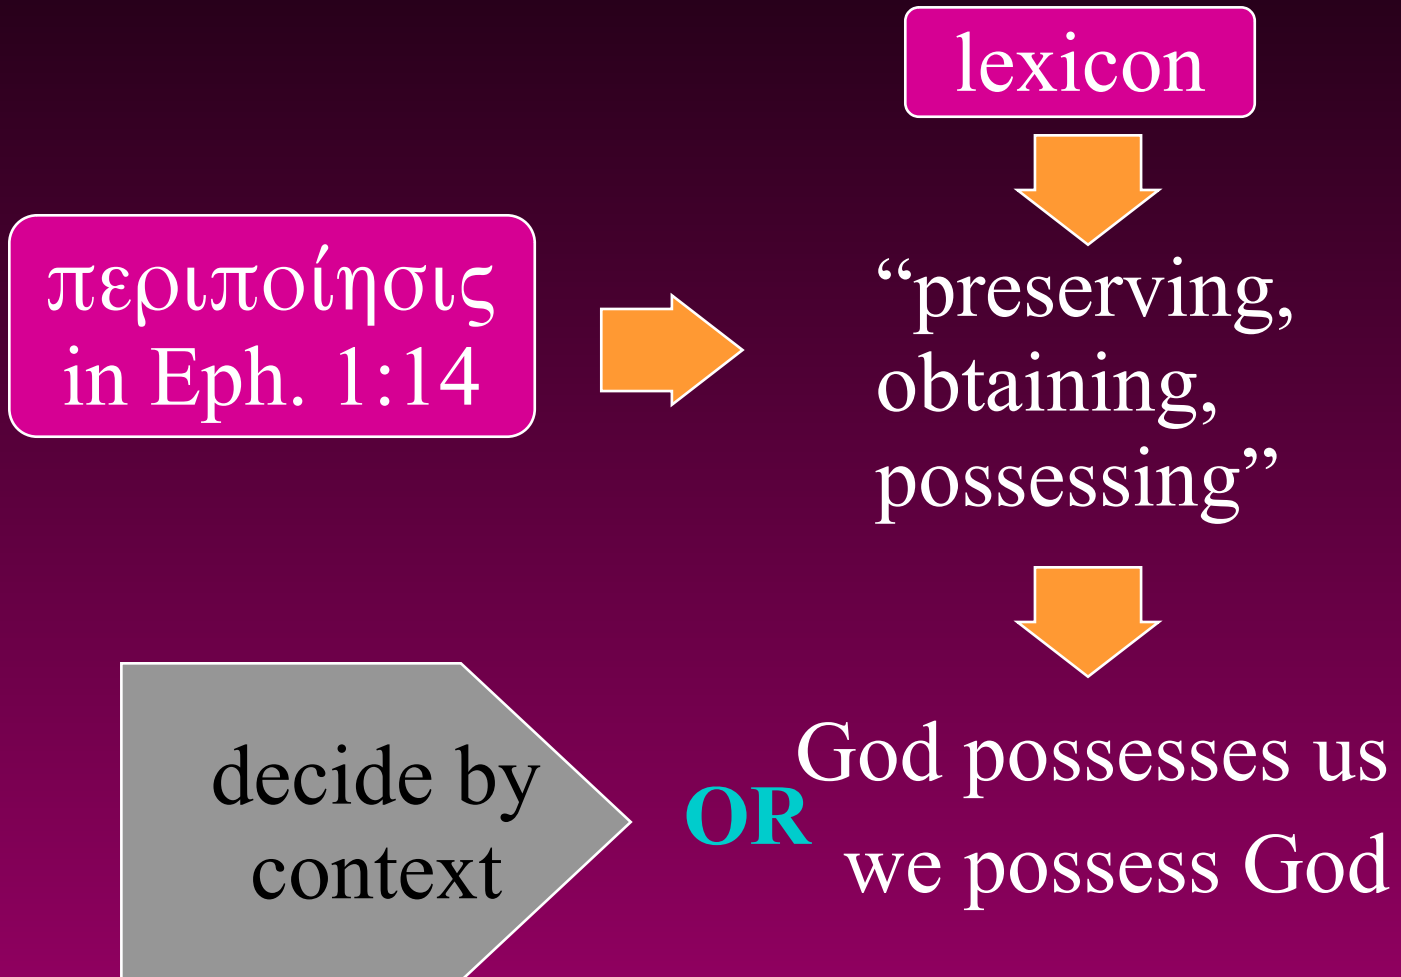 lexicon
περιποίησις
in Eph. 1:14
“preserving,
obtaining,
possessing”
decide by
context
OR
God possesses us
we possess God